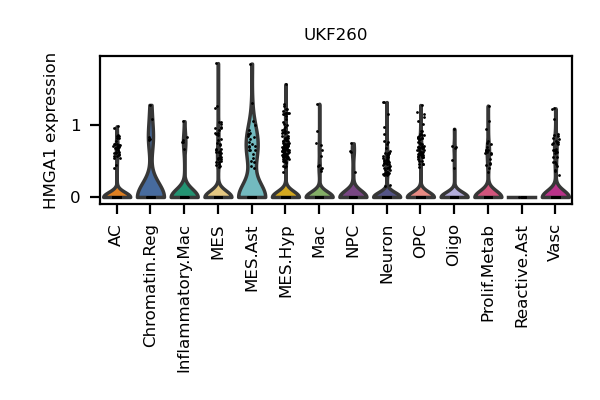 UKF260
HMGA1 expression
1
0
AC
Chromatin.Reg
Inflammatory.Mac
MES
MES.Ast
MES.Hyp
Mac
NPC
Neuron
OPC
Oligo
Prolif.Metab
Reactive.Ast
Vasc